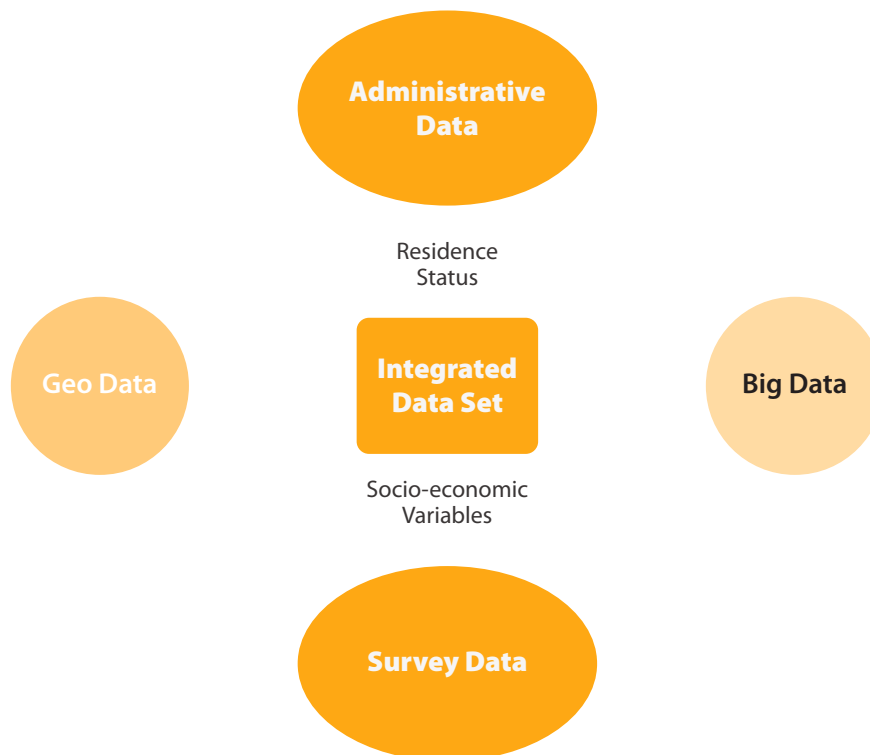 Administrative
Data
Residence
Status
Geo Data
Integrated
Data Set
Big Data
Socio-economic
Variables
Survey Data